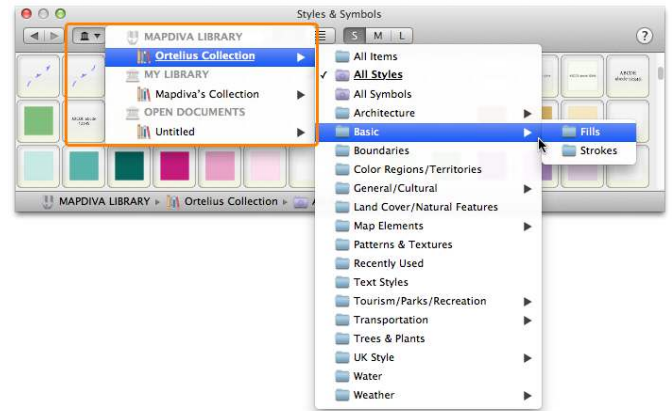 Styles & Symbols
S M L
?
MAPDIVA LIBRARY
Ortelius Collection
MY LIBRARY
Mapdiva's Collection
OPEN DOCUMENTS
Untitled
All Items
✓ All Styles
All Symbols
Architecture
Basic
Boundaries
Color Regions/Territories
General/Cultural
Land Cover/Natural Features
Map Elements
Patterns & Textures
Recently Used
Text Styles
Tourism/Parks/Recreation
Transportation
Trees & Plants
UK Style
Water
Weather
Fills
Strokes
MAPDIVA LIBRARY ▸ Ortelius Collection ▸